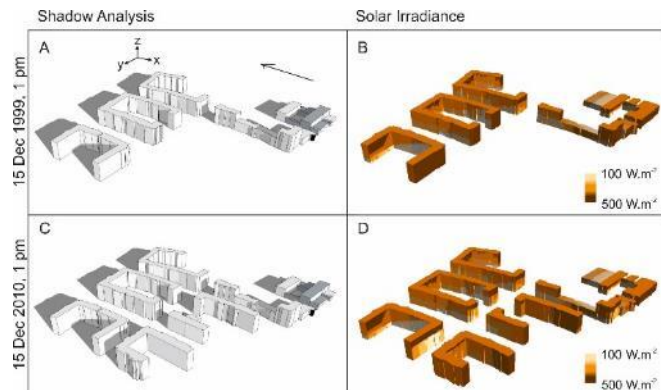 Shadow Analysis
Solar Irradiance
15 Dec 1999, 1 pm
A
z
y
x
B
100 W.m⁻²
500 W.m⁻²
15 Dec 2010, 1 pm
C
D
100 W.m⁻²
500 W.m⁻²